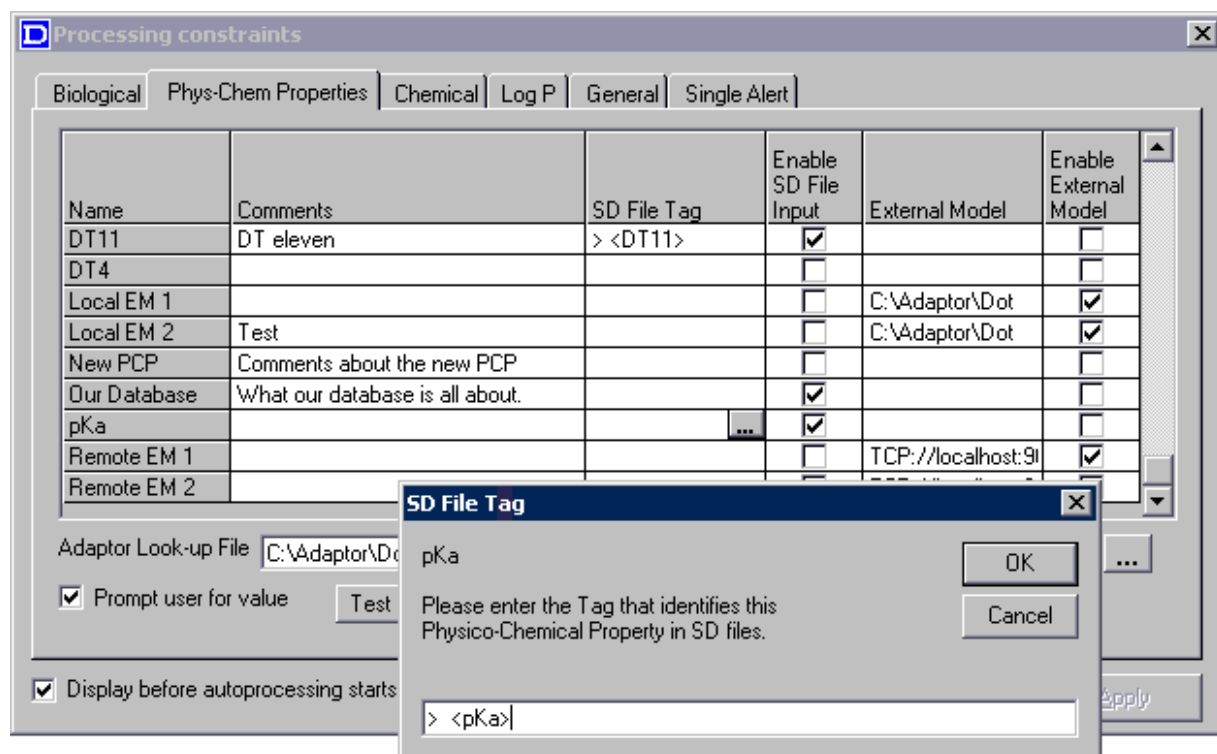 D Processing constraints
Biological Phys-Chem Properties Chemical Log P General Single Alert
Name Comments SD File Tag Enable SD File Input External Model Enable External Model
DT11 DT eleven > <DT11>
DT4
Local EM 1 C:\Adaptor\Dot
Local EM 2 Test C:\Adaptor\Dot
New PCP Comments about the new PCP
Our Database What our database is all about.
pKa ...
Remote EM 1 TCP://localhost:9
Remote EM 2
SD File Tag
Adaptor Look-up File C:\Adaptor\Do ...
pKa
OK
Prompt user for value Test
Please enter the Tag that identifies this
Physico-Chemical Property in SD files.
Cancel
Display before autoprocessing starts
Apply
> <pKa>